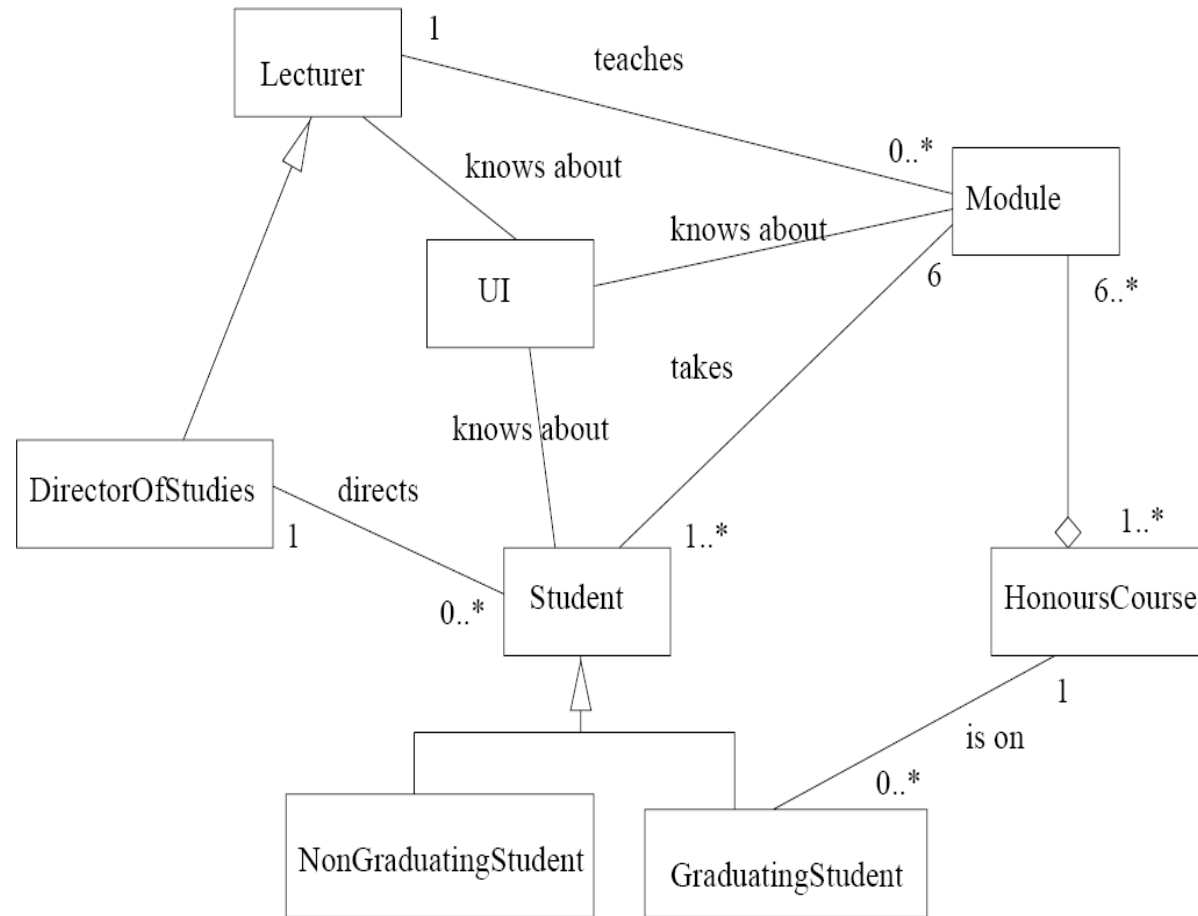 1
teaches
Lecturer
0..*
knows about
Module
knows about
6
6..*
UI
takes
knows about
DirectorOfStudies
directs
1
1..*
1..*
0..*
Student
HonoursCourse
1
is on
0..*
NonGraduatingStudent
GraduatingStudent